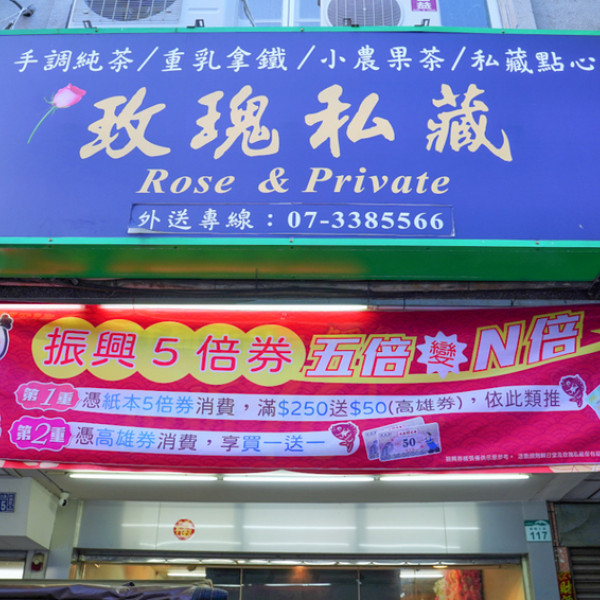 手調純茶/重乳拿鐵/小農果茶/私藏點心
玫瑰私藏
Rose & Private
外送專線：07-3385566
振興5倍券 五倍變N倍
第1重 憑紙本5倍券消費，滿$250送$50(高雄券)，依此類推
第2重 憑高雄券消費，享買一送一
50
117